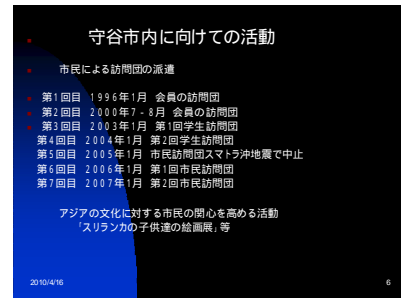 守谷市内に向けての活動
市民による訪問団の派遣
第1回目 1996年1月 会員の訪問団
第2回目 2000年7-8月 会員の訪問団
第3回目 2003年1月 第1回学生訪問団
第4回目 2004年1月 第2回学生訪問団
第5回目 2005年1月 市民訪問団スマトラ沖地震で中止
第6回目 2006年1月 第1回市民訪問団
第7回目 2007年1月 第2回市民訪問団
アジアの文化に対する市民の関心を高める活動
「スリランカの子供達の絵画展」等
2010/4/16
6